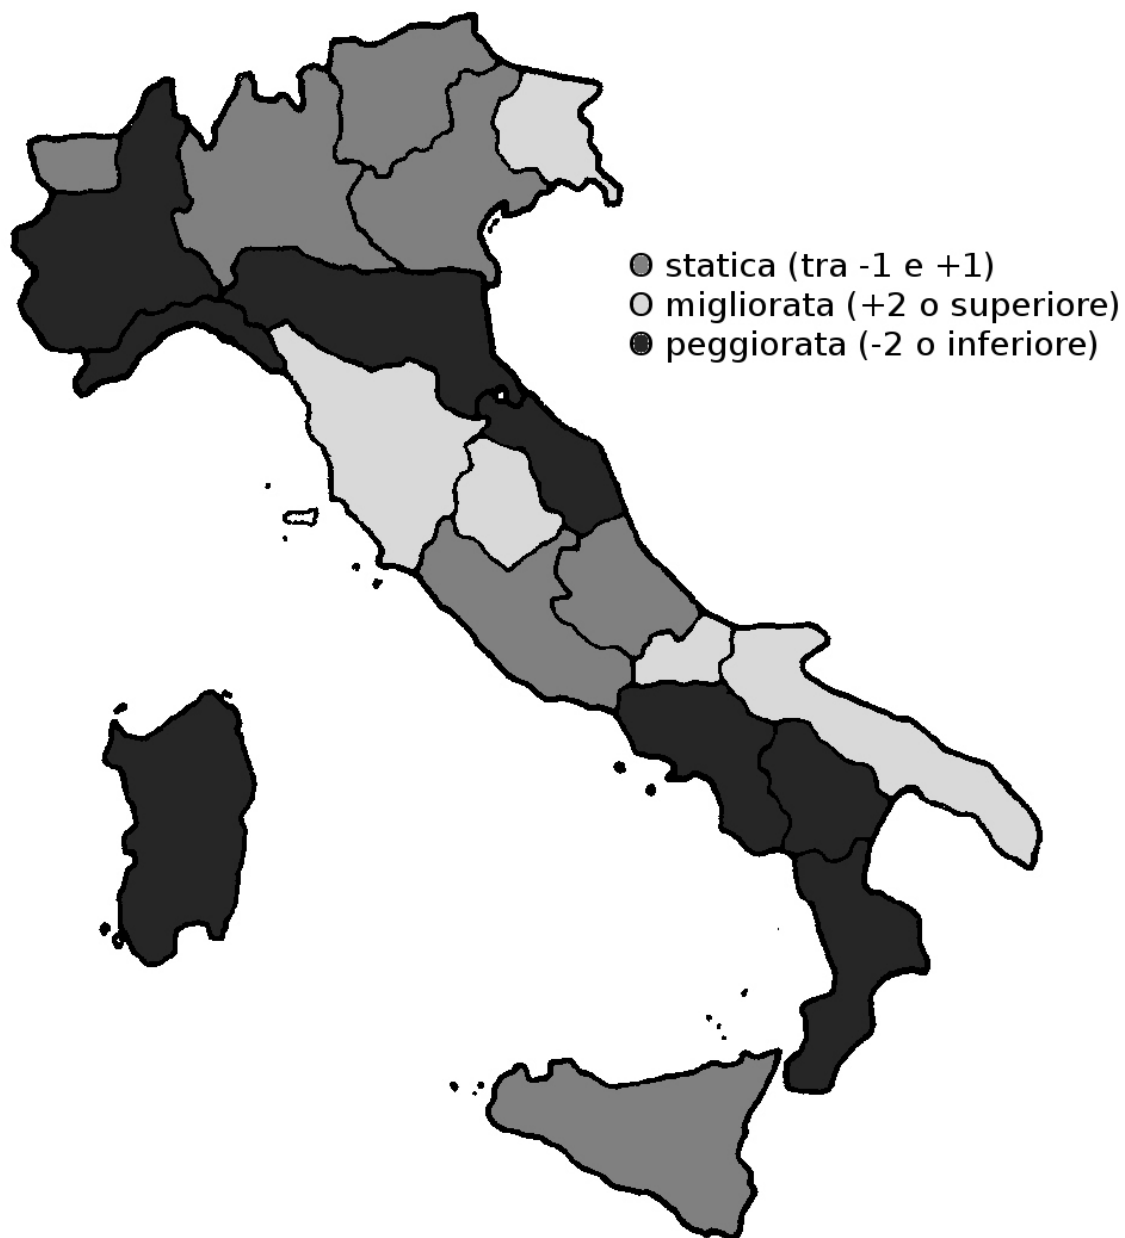 statica (tra -1 e +1)
migliorata (+2 o superiore)
peggiorata (-2 o inferiore)